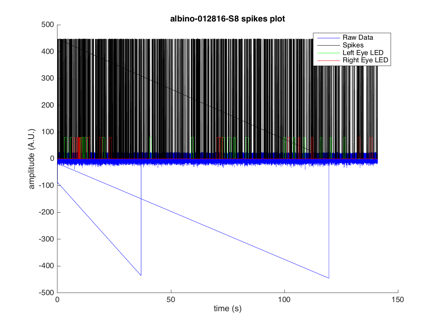 albino-012816-S8 spikes plot
500
400
300
200
100
0
-100
-200
-300
-400
-500
amplitude (A.U.)
Raw Data
Spikes
Left Eye LED
Right Eye LED
0
50
100
150
time (s)